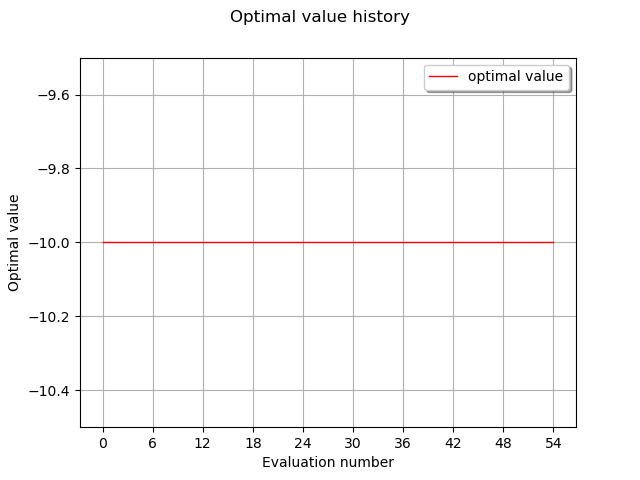 Optimal value history
optimal value
−9.6
−9.8
−10.0
−10.2
−10.4
Optimal value
0 6 12 18 24 30 36 42 48 54
Evaluation number